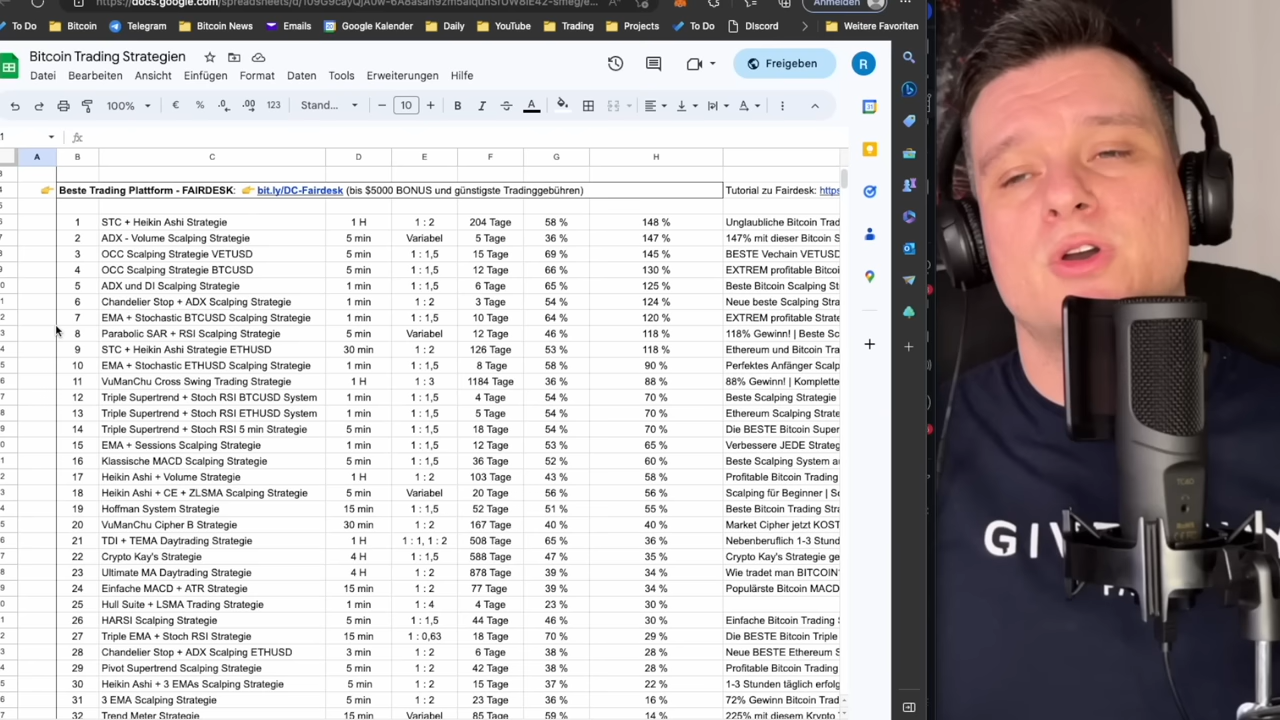 https://docs.google.com/spreadsheets/d/
Anmelden
To Do Bitcoin Telegram Bitcoin News Emails Google Kalender Daily YouTube Trading Projects To Do DIscord Weitere Favoriten
Bitcoin Trading Strategien
Datei Bearbeiten Ansicht Einfügen Format Daten Tools Erweiterungen Hilfe
Freigeben R
100% € % .0 .00 123 Stand... 10 B I A
fx
A B C D E F G H
Beste Trading Plattform - FAIRDESK: bit.ly/DC-Fairdesk (bis $5000 BONUS und günstigste Tradinggebühren) Tutorial zu Fairdesk: https
1 STC + Heikin Ashi Strategie 1 H 1 : 2 204 Tage 58 % 148 % Unglaubliche Bitcoin Trad
2 ADX - Volume Scalping Strategie 5 min Variabel 5 Tage 36 % 147 % 147% mit dieser Bitcoin S
3 OCC Scalping Strategie VETUSD 5 min 1 : 1,5 15 Tage 69 % 145 % BESTE Vechain VETUSD
4 OCC Scalping Strategie BTCUSD 5 min 1 : 1,5 12 Tage 66 % 130 % EXTREM profitable Bitcoi
5 ADX und DI Scalping Strategie 5 min 1 : 1,5 6 Tage 65 % 125 % Beste Bitcoin Scalping St
6 Chandelier Stop + ADX Scalping Strategie 1 min 1 : 2 3 Tage 54 % 124 % Neue beste Scalping Stra
7 EMA + Stochastic BTCUSD Scalping Strategie 1 min 1 : 1,5 10 Tage 64 % 120 % EXTREM profitable Strate
8 Parabolic SAR + RSI Scalping Strategie 5 min Variabel 12 Tage 46 % 118 % 118% Gewinn! | Beste Sc
9 STC + Heikin Ashi Strategie ETHUSD 30 min 1 : 2 126 Tage 53 % 118 % Ethereum und Bitcoin Tra
10 EMA + Stochastic ETHUSD Scalping Strategie 1 min 1 : 1,5 8 Tage 58 % 90 % Perfektes Anfänger Scalp
11 VuManChu Cross Swing Trading Strategie 1 H 1 : 3 1184 Tage 36 % 88 % 88% Gewinn! | Komplette
12 Triple Supertrend + Stoch RSI BTCUSD System 1 min 1 : 1,5 4 Tage 54 % 70 % Beste Scalping Strategie
13 Triple Supertrend + Stoch RSI ETHUSD System 1 min 1 : 1,5 5 Tage 54 % 70 % Ethereum Scalping Strate
14 Triple Supertrend + Stoch RSI 5 min Strategie 5 min 1 : 1,5 18 Tage 54 % 70 % Die BESTE Bitcoin Super
15 EMA + Sessions Scalping Strategie 1 min 1 : 1,5 12 Tage 53 % 65 % Verbessere JEDE Strateg
16 Klassische MACD Scalping Strategie 5 min 1 : 1,5 36 Tage 52 % 60 % Beste Scalping System a
17 Heikin Ashi + Volume Strategie 1 H 1 : 2 103 Tage 43 % 58 % Profitable Bitcoin Trading
18 Heikin Ashi + CE + ZLSMA Scalping Strategie 5 min Variabel 20 Tage 56 % 56 % Scalping für Beginner | Sc
19 Hoffman System Strategie 15 min 1 : 1,5 52 Tage 51 % 55 % Beste Bitcoin Trading Stra
20 VuManChu Cipher B Strategie 30 min 1 : 2 167 Tage 40 % 40 % Market Cipher jetzt KOST
21 TDI + TEMA Daytrading Strategie 1 H 1 : 1, 1 : 2 508 Tage 65 % 36 % Nebenberuflich 1-3 Stund
22 Crypto Kay's Strategie 4 H 1 : 1,5 588 Tage 47 % 35 % Crypto Kay's Strategie ge
23 Ultimate MA Daytrading Strategie 4 H 1 : 2 878 Tage 39 % 34 % Wie tradet man BITCOIN
24 Einfache MACD + ATR Strategie 15 min 1 : 2 77 Tage 39 % 34 % Populärste Bitcoin MACD
25 Hull Suite + LSMA Trading Strategie 1 min 1 : 4 4 Tage 23 % 30 %
26 HARSI Scalping Strategie 5 min 1 : 1,5 44 Tage 46 % 30 % Einfache Bitcoin Trading
27 Triple EMA + Stoch RSI Strategie 15 min 1 : 0,63 18 Tage 70 % 29 % Die BESTE Bitcoin Triple
28 Chandelier Stop + ADX Scalping ETHUSD 3 min 1 : 2 6 Tage 38 % 28 % Neue BESTE Ethereum S
29 Pivot Supertrend Scalping Strategie 5 min 1 : 2 42 Tage 38 % 28 % Profitable Bitcoin Trading
30 Heikin Ashi + 3 EMAs Scalping Strategie 5 min 1 : 2 15 Tage 37 % 22 % 1-3 Stunden täglich erfolg
31 3 EMA Scalping Strategie 5 min 1 : 2 23 Tage 36 % 16 % 72% Gewinn Bitcoin Tradi
32 Trend Meter Strategie 15 min Variabel 85 Tage 59 % 14 % 225% mit diesem Krypto
GIVE